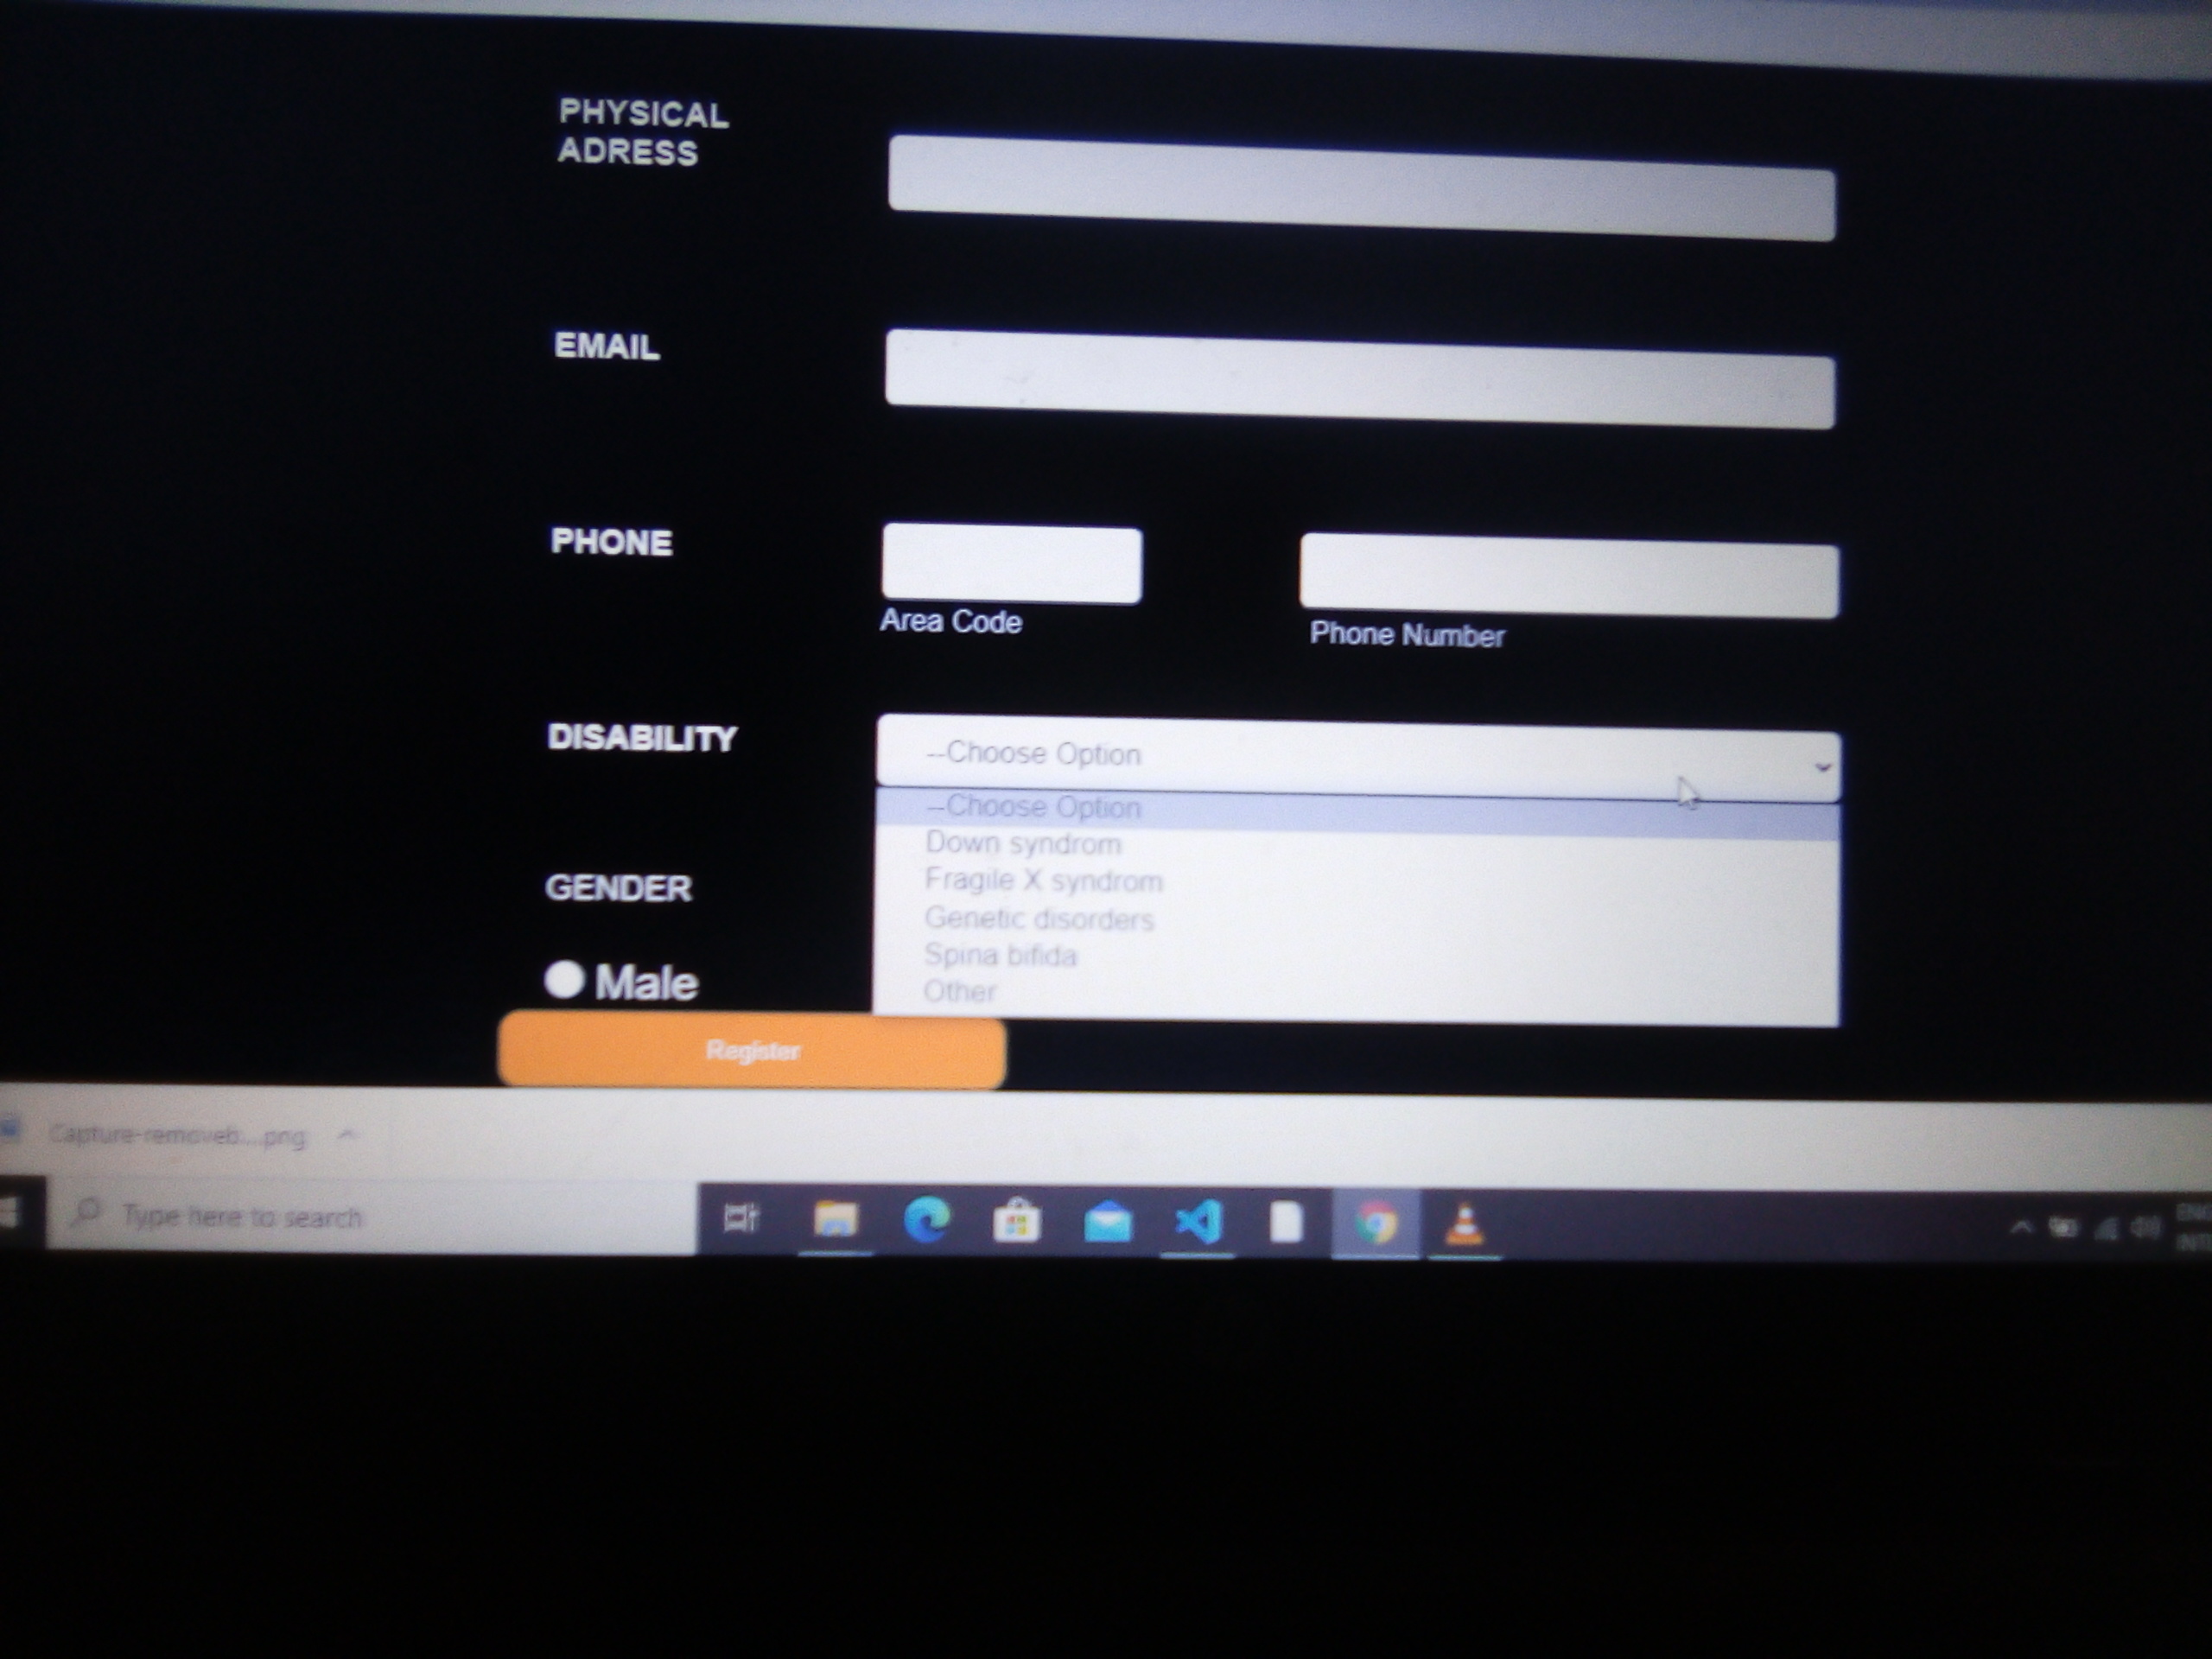 PHYSICAL
ADRESS
EMAIL
PHONE
Area Code
Phone Number
DISABILITY
--Choose Option
--Choose Option
Down syndrom
Fragile X syndrom
Genetic disorders
Spina bifida
Other
GENDER
Male
Register
Capture-removeb...png
Type here to search
ENG